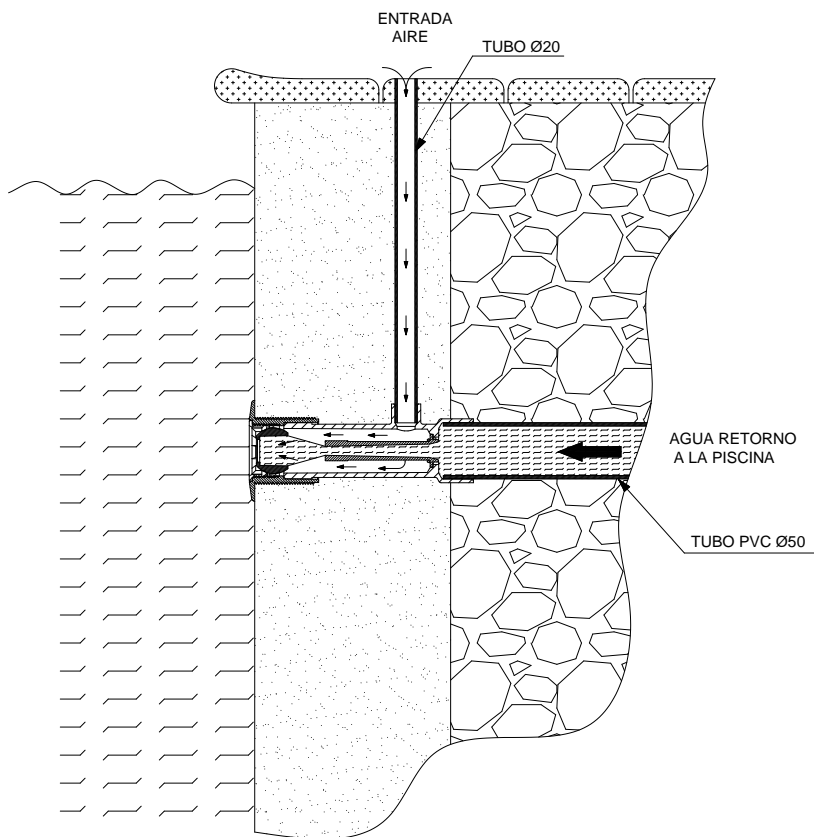 ENTRADA
AIRE
TUBO Ø20
AGUA RETORNO
A LA PISCINA
TUBO PVC Ø50